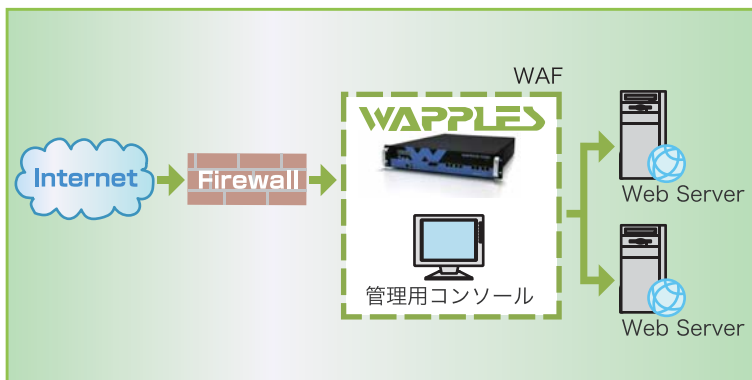 WAF
WAPPLES
Internet
Firewall
管理用コンソール
Web Server
Web Server